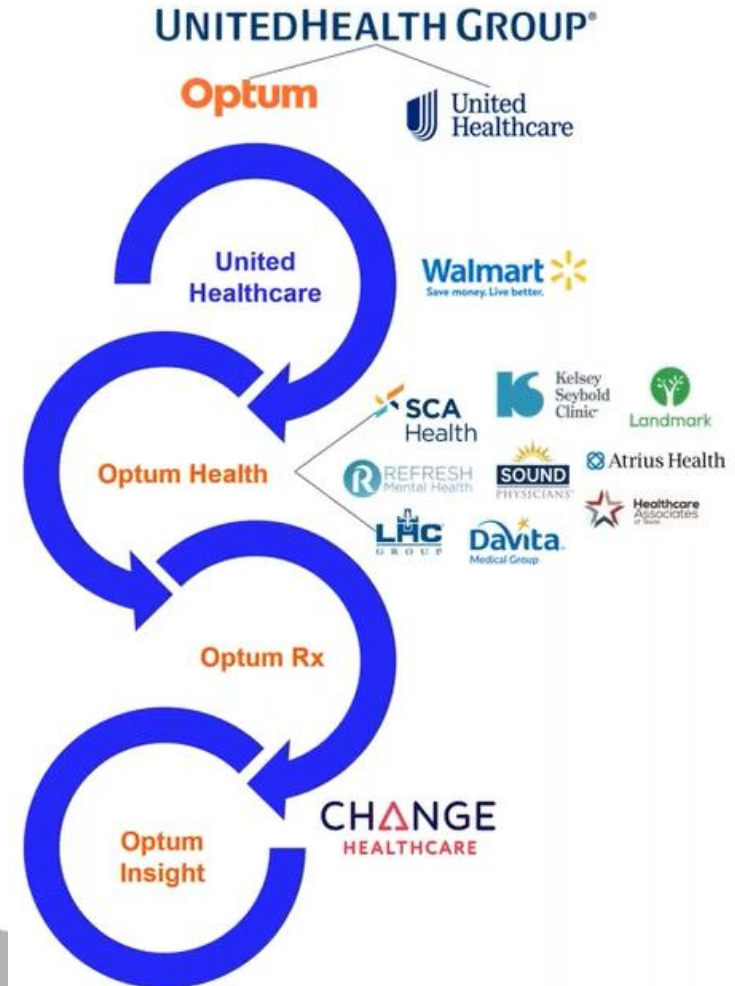 UNITEDHEALTH GROUP®
Optum
United
Healthcare
United
Healthcare
Walmart
Save money. Live better.
Optum Health
SCA
Health
Kelsey
Seybold
Clinic
Landmark
REFRESH
Mental Health
SOUND
PHYSICIANS
Atrius Health
LHC
GROUP
DaVita
Medical Group
Healthcare
Associates
of Texas
Optum Rx
CHANGE
HEALTHCARE
Optum
Insight